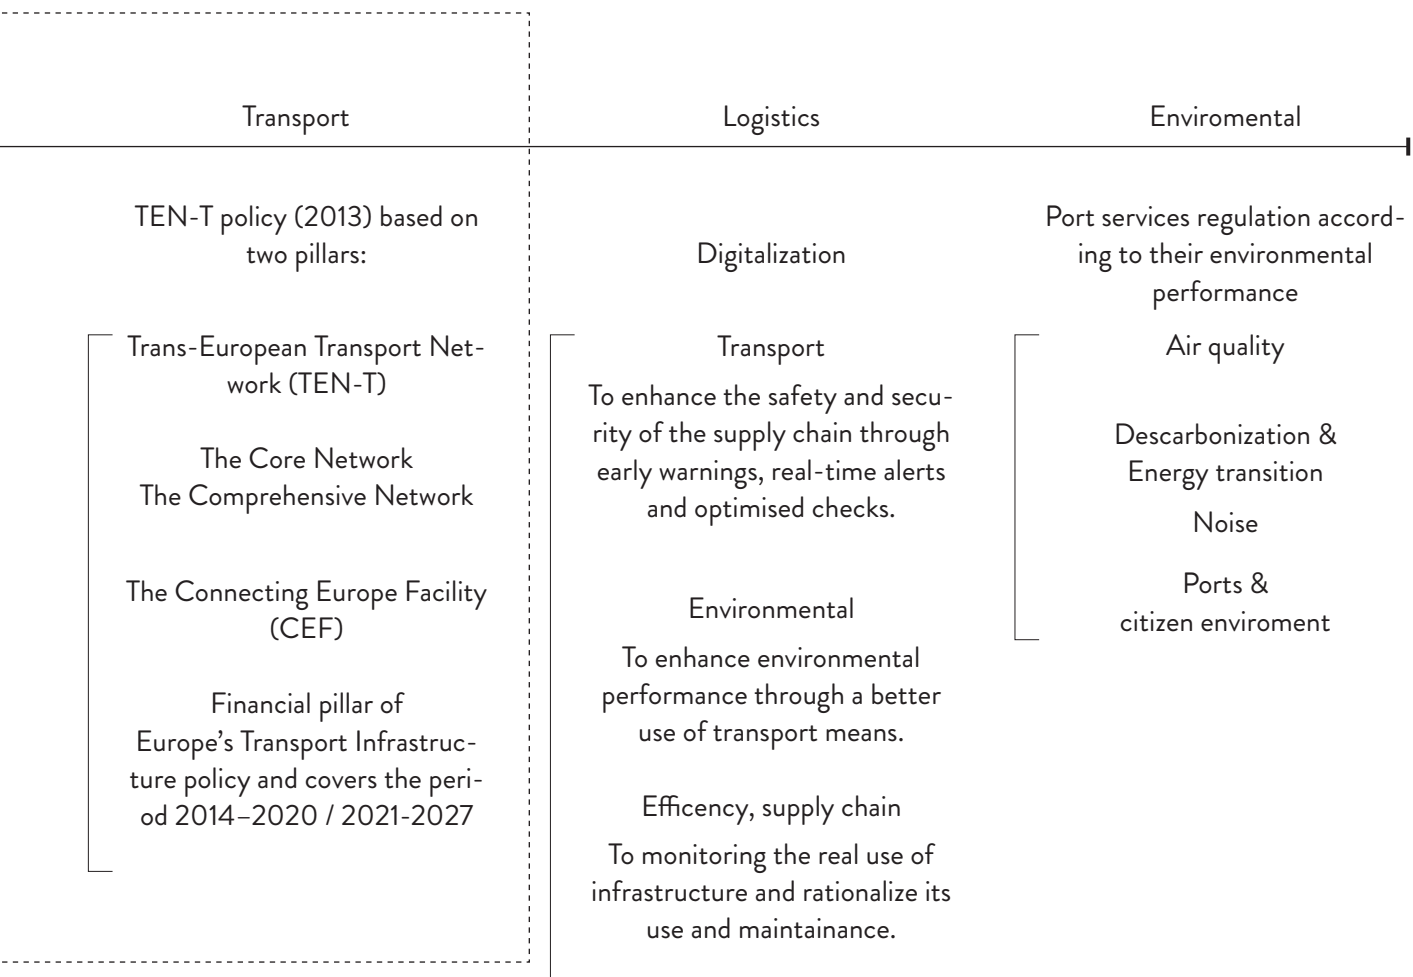 Transport
Logistics
Enviromental
TEN-T policy (2013) based on
two pillars:
Trans-European Transport Net-
work (TEN-T)
The Core Network
The Comprehensive Network
The Connecting Europe Facility
(CEF)
Financial pillar of
Europe’s Transport Infrastruc-
ture policy and covers the peri-
od 2014–2020 / 2021-2027
Digitalization
Transport
To enhance the safety and secu-
rity of the supply chain through
early warnings, real-time alerts
and optimised checks.
Environmental
To enhance environmental
performance through a better
use of transport means.
Efficency, supply chain
To monitoring the real use of
infrastructure and rationalize its
use and maintainance.
Port services regulation accord-
ing to their environmental
performance
Air quality
Descarbonization &
Energy transition
Noise
Ports &
citizen enviroment